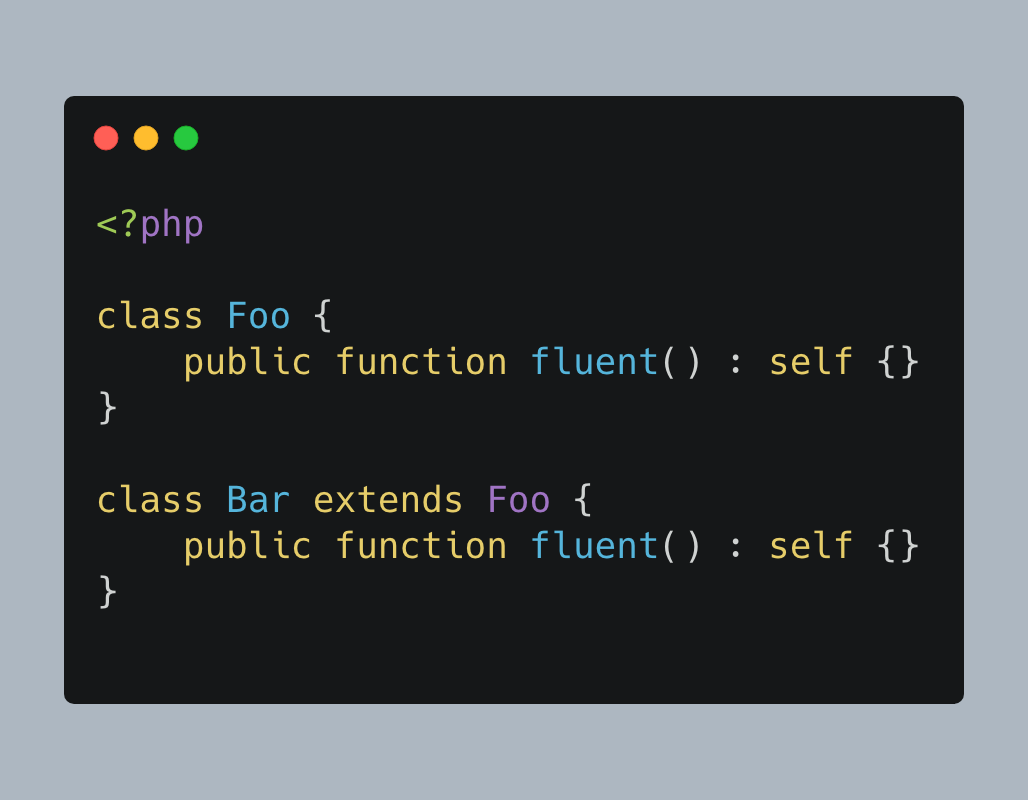 <?php
class Foo {
    public function fluent() : self {}
}
class Bar extends Foo {
    public function fluent() : self {}
}